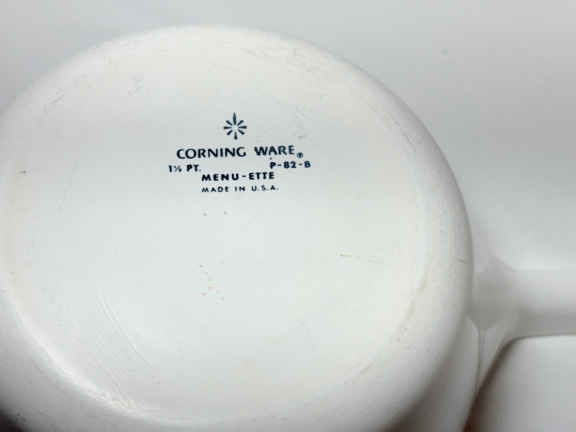 CORNING WARE®
1½ PT. P-82-B
MENU-ETTE
MADE IN U.S.A.